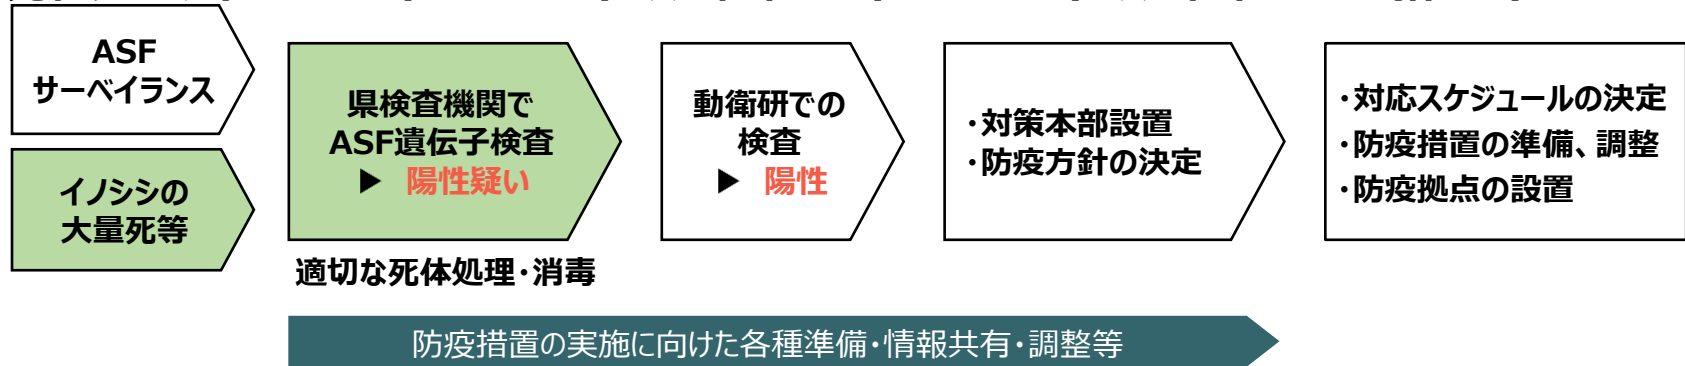 ASF
サーベイランス
イノシシの
大量死等
県検査機関で
ASF遺伝子検査
▶ 陽性疑い
適切な死体処理・消毒
動衛研での
検査
▶ 陽性
・対策本部設置
・防疫方針の決定
・対応スケジュールの決定
・防疫措置の準備、調整
・防疫拠点の設置
防疫措置の実施に向けた各種準備・情報共有・調整等